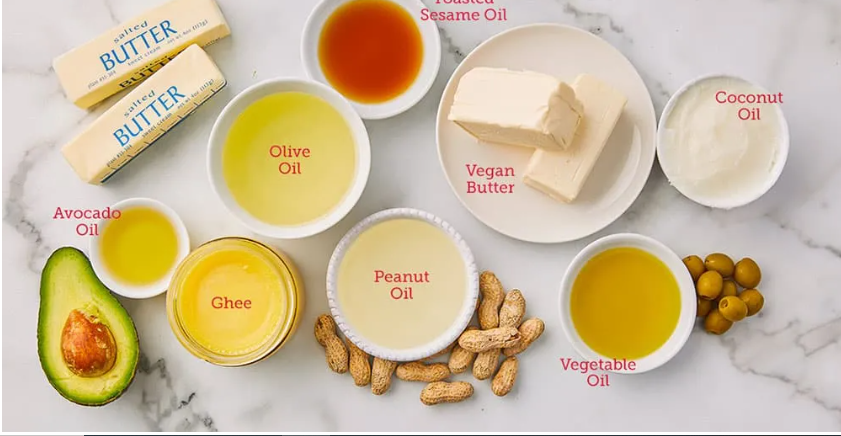 Toasted
Sesame Oil
salted
BUTTER
BUTTER
salted
BUTTER
Coconut
Oil
Olive
Oil
Vegan
Butter
Avocado
Oil
Peanut
Oil
Ghee
Vegetable
Oil